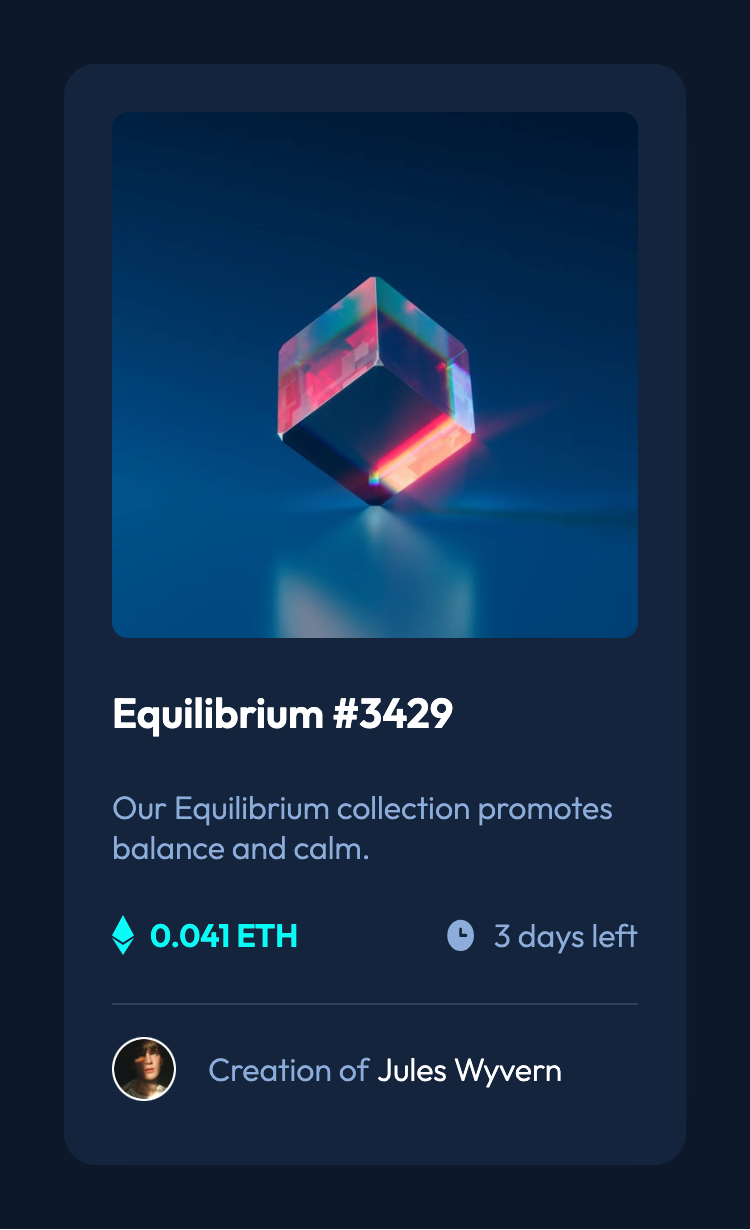 Equilibrium #3429
Our Equilibrium collection promotes
balance and calm.
0.041 ETH
3 days left
Creation of Jules Wyvern